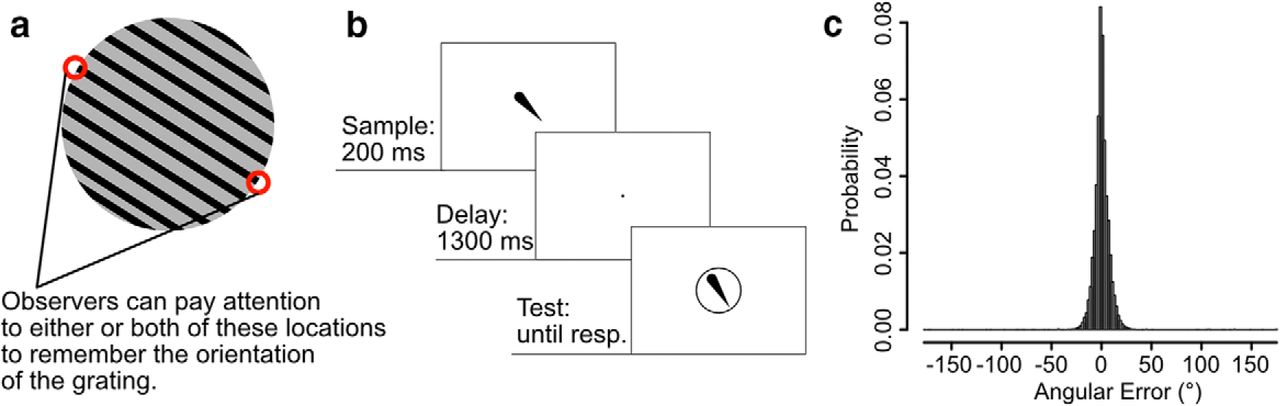 a
Observers can pay attention
to either or both of these locations
to remember the orientation
of the grating.
b
Sample:
200 ms
Delay:
1300 ms
Test:
until resp.
c
Probability
0.08
0.06
0.04
0.02
0.00
-150 -100 -50 0 50 100 150
Angular Error (°)